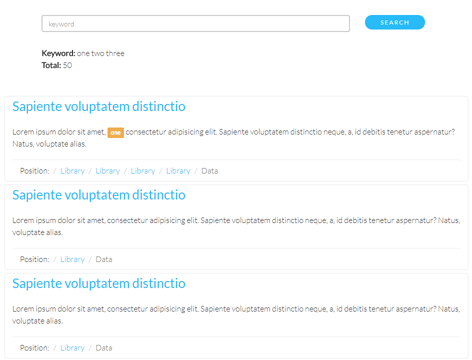 keyword
SEARCH
Keyword: one two three
Total: 50
Sapiente voluptatem distinctio
Lorem ipsum dolor sit amet, one consectetur adipisicing elit. Sapiente voluptatem distinctio neque, a, id debitis tenetur aspernatur?
Natus, voluptate alias.
Position: / Library / Library / Library / Library / Data
Sapiente voluptatem distinctio
Lorem ipsum dolor sit amet, consectetur adipisicing elit. Sapiente voluptatem distinctio neque, a, id debitis tenetur aspernatur? Natus,
voluptate alias.
Position: / Library / Data
Sapiente voluptatem distinctio
Lorem ipsum dolor sit amet, consectetur adipisicing elit. Sapiente voluptatem distinctio neque, a, id debitis tenetur aspernatur? Natus,
voluptate alias.
Position: / Library / Data